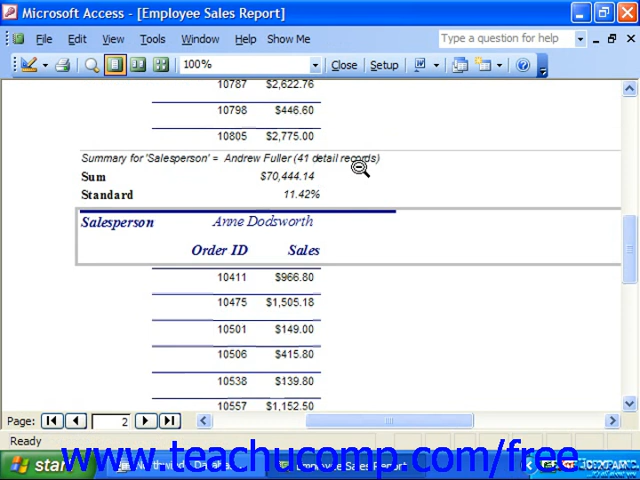 Microsoft Access - [Employee Sales Report]
File Edit View Tools Window Help Show Me Type a question for help
100% Close Setup
10787 $2,622.76
10798 $446.60
10805 $2,775.00
Summary for 'Salesperson' = Andrew Fuller (41 detail records)
Sum $70,444.14
Standard 11.42%
Salesperson Anne Dodsworth
Order ID Sales
10411 $966.80
10475 $1,505.18
10501 $149.00
10506 $415.80
10538 $139.80
10557 $1,152.50
Page: 2
Ready
www.teachucomp.com/free
start Employee Sales Report